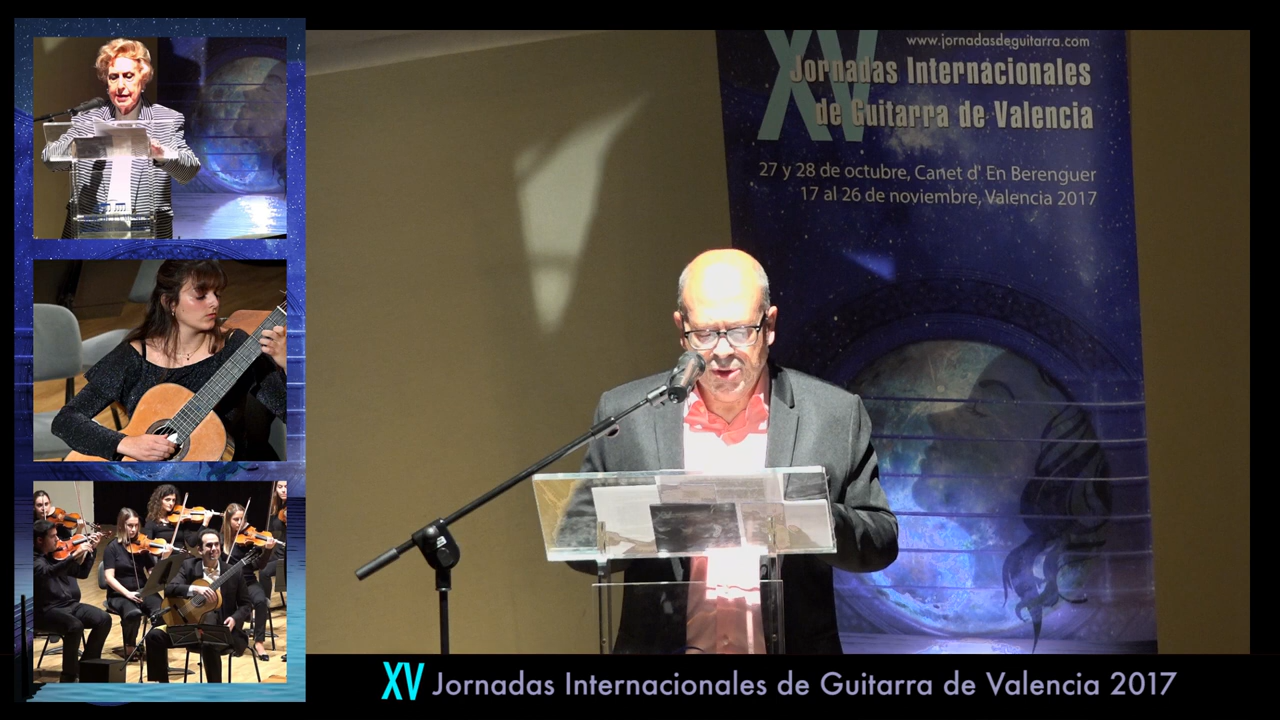 www.jornadasdeguitarra.com
XV Jornadas Internacionales
de Guitarra de Valencia
27 y 28 de octubre, Canet d' En Berenguer
17 al 26 de noviembre, Valencia 2017
XV Jornadas Internacionales de Guitarra de Valencia 2017